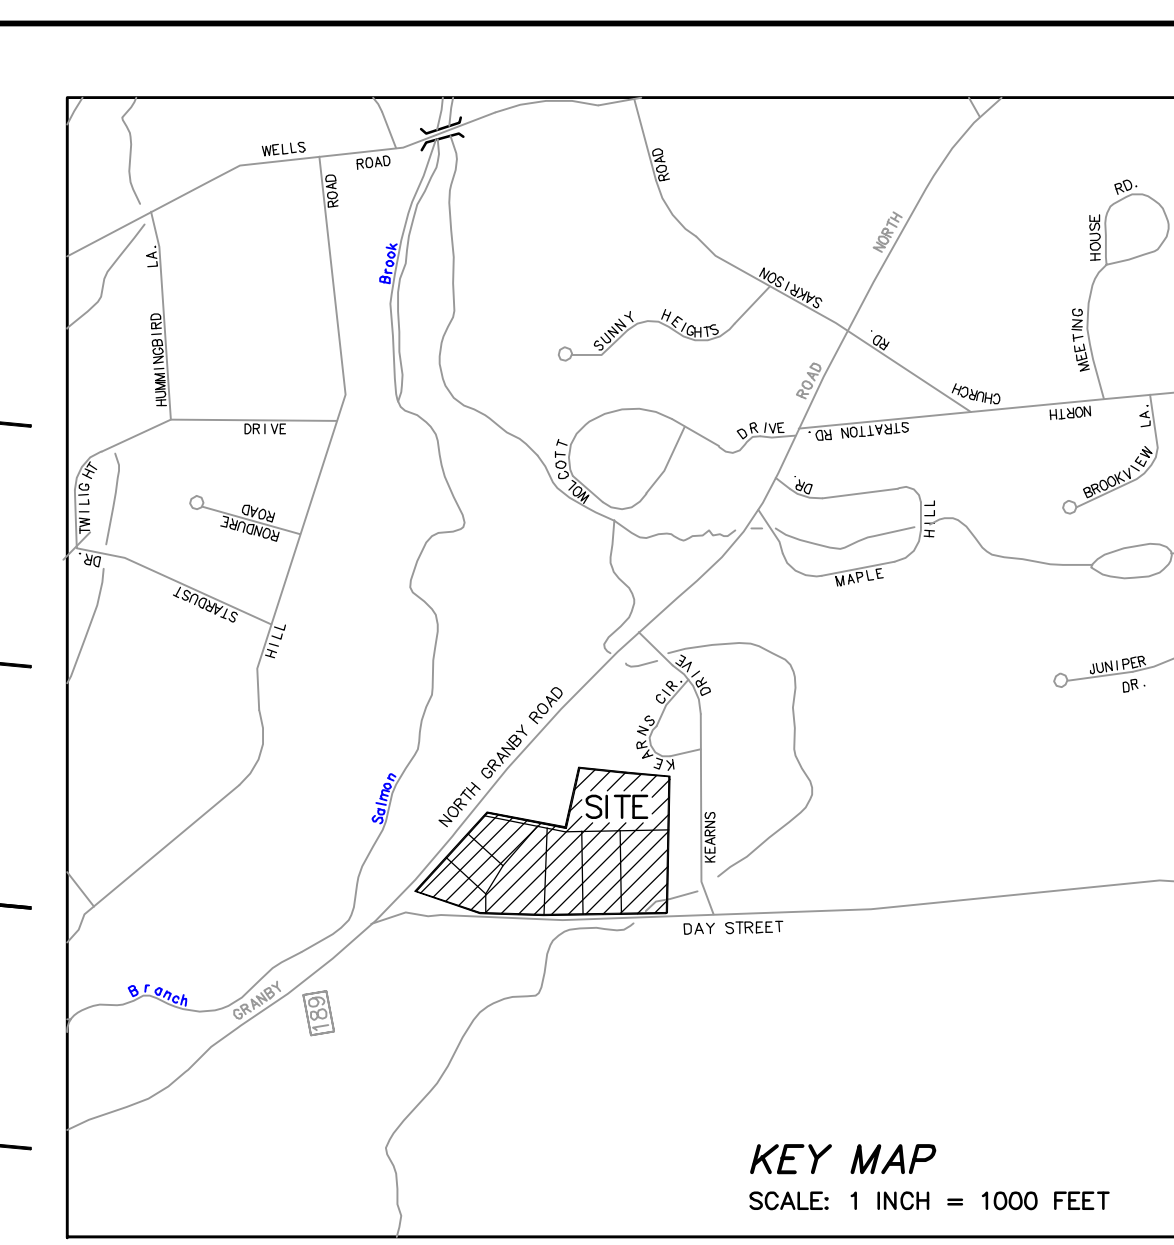 WELLS
ROAD
ROAD
LA.
HUMMINGBIRD
DRIVE
TWILIGHT
DR.
RONDURE
ROAD
STARDUST
HILL
Brook
Salmon
Branch
ROAD
SAKRISON
RD.
SUNNY
HEIGHTS
NORTH
ROAD
CHURCH
RD.
HOUSE
MEETING
NORTH
STRATTON RD.
DRIVE
WOLCOTT
DR.
HILL
MAPLE
LA.
BROOKVIEW
JUNIPER
DR.
DRIVE
KEARNS CIR.
NORTH GRANBY ROAD
SITE
KEARNS
DAY STREET
GRANBY
189
KEY MAP
SCALE: 1 INCH = 1000 FEET